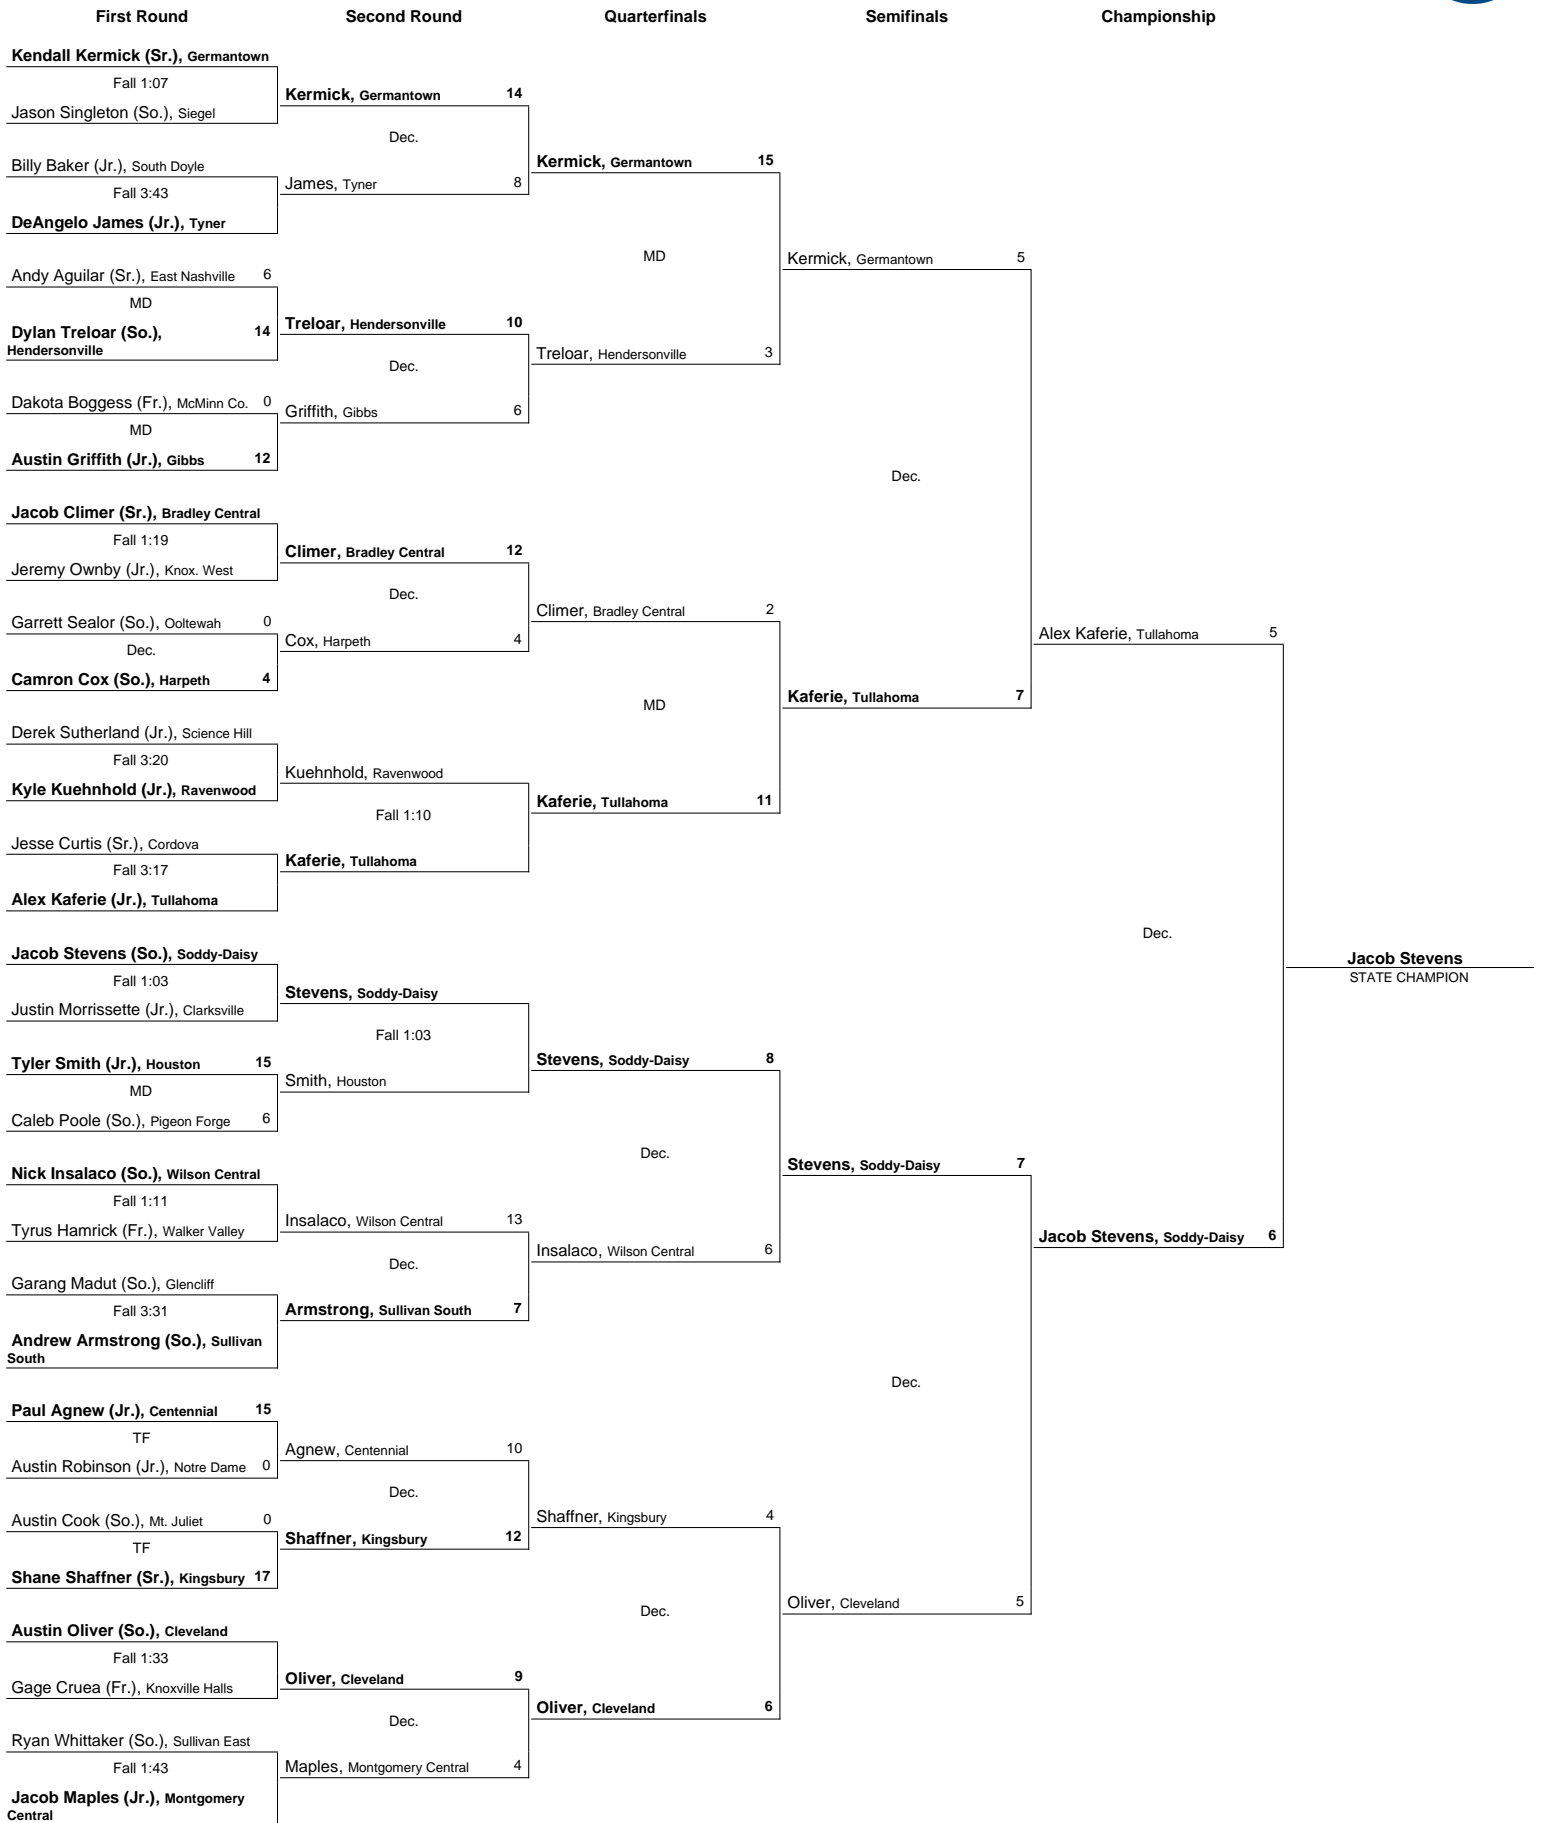 First Round
Second Round
Quarterfinals
Semifinals
Championship
Kendall Kermick (Sr.), Germantown
Fall 1:07
Jason Singleton (So.), Siegel
Billy Baker (Jr.), South Doyle
Fall 3:43
DeAngelo James (Jr.), Tyner
Andy Aguilar (Sr.), East Nashville 6
MD
Dylan Treloar (So.), 14
Hendersonville
Dakota Boggess (Fr.), McMinn Co. 0
MD
Austin Griffith (Jr.), Gibbs 12
Jacob Climer (Sr.), Bradley Central
Fall 1:19
Jeremy Ownby (Jr.), Knox. West
Garrett Sealor (So.), Ooltewah 0
Dec.
Camron Cox (So.), Harpeth 4
Derek Sutherland (Jr.), Science Hill
Fall 3:20
Kyle Kuehnhold (Jr.), Ravenwood
Jesse Curtis (Sr.), Cordova
Fall 3:17
Alex Kaferie (Jr.), Tullahoma
Jacob Stevens (So.), Soddy-Daisy
Fall 1:03
Justin Morrissette (Jr.), Clarksville
Tyler Smith (Jr.), Houston 15
MD
Caleb Poole (So.), Pigeon Forge 6
Nick Insalaco (So.), Wilson Central
Fall 1:11
Tyrus Hamrick (Fr.), Walker Valley
Garang Madut (So.), Glencliff
Fall 3:31
Andrew Armstrong (So.), Sullivan
South
Paul Agnew (Jr.), Centennial 15
TF
Austin Robinson (Jr.), Notre Dame 0
Austin Cook (So.), Mt. Juliet 0
TF
Shane Shaffner (Sr.), Kingsbury 17
Austin Oliver (So.), Cleveland
Fall 1:33
Gage Cruea (Fr.), Knoxville Halls
Ryan Whittaker (So.), Sullivan East
Fall 1:43
Jacob Maples (Jr.), Montgomery
Central
Kermick, Germantown 14
Dec.
James, Tyner 8
Treloar, Hendersonville 10
Dec.
Griffith, Gibbs 6
Climer, Bradley Central 12
Dec.
Cox, Harpeth 4
Kuehnhold, Ravenwood
Fall 1:10
Kaferie, Tullahoma
Stevens, Soddy-Daisy
Fall 1:03
Smith, Houston
Insalaco, Wilson Central 13
Dec.
Armstrong, Sullivan South 7
Agnew, Centennial 10
Dec.
Shaffner, Kingsbury 12
Oliver, Cleveland 9
Dec.
Maples, Montgomery Central 4
Kermick, Germantown 15
MD
Treloar, Hendersonville 3
Climer, Bradley Central 2
MD
Kaferie, Tullahoma 11
Stevens, Soddy-Daisy 8
Dec.
Insalaco, Wilson Central 6
Shaffner, Kingsbury 4
Dec.
Oliver, Cleveland 6
Kermick, Germantown 5
Dec.
Kaferie, Tullahoma 7
Stevens, Soddy-Daisy 7
Dec.
Oliver, Cleveland 5
Alex Kaferie, Tullahoma 5
Dec.
Jacob Stevens, Soddy-Daisy 6
Jacob Stevens
STATE CHAMPION